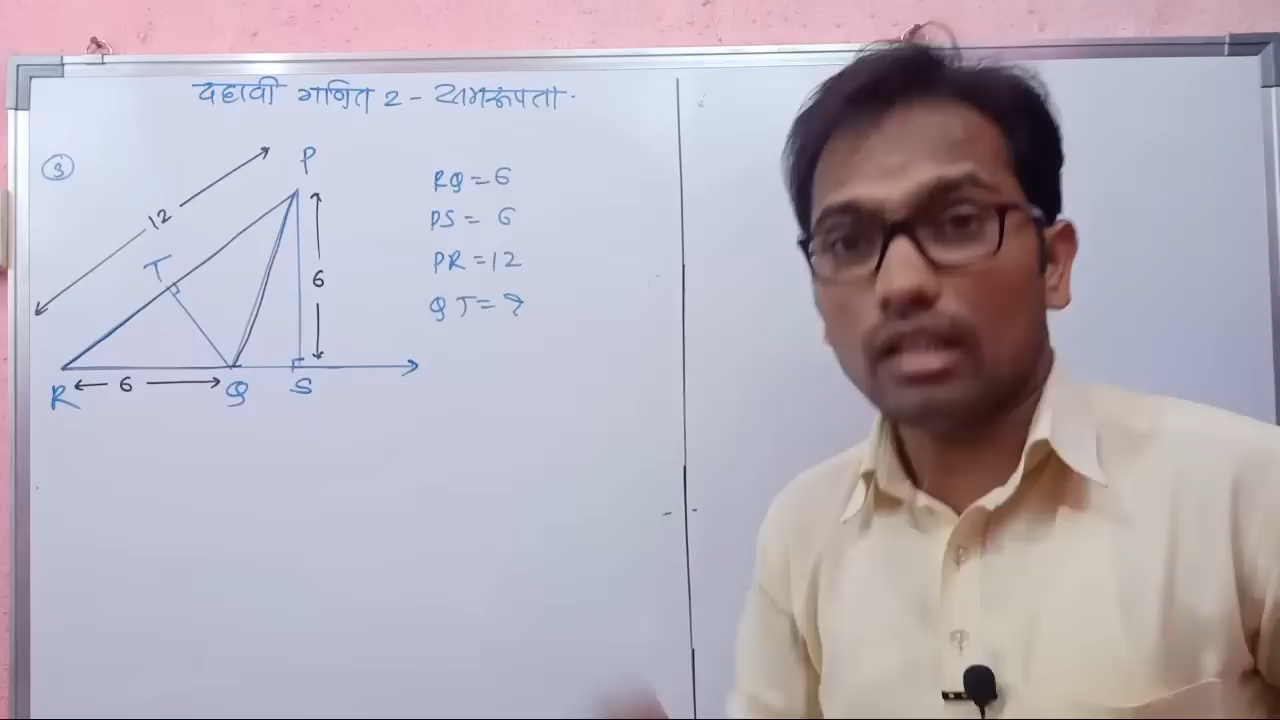 दहावी गणित 2 - समरूपता.
3
P
12
RQ = 6
PS = 6
T
PR = 12
6
QT = ?
R 6 Q S